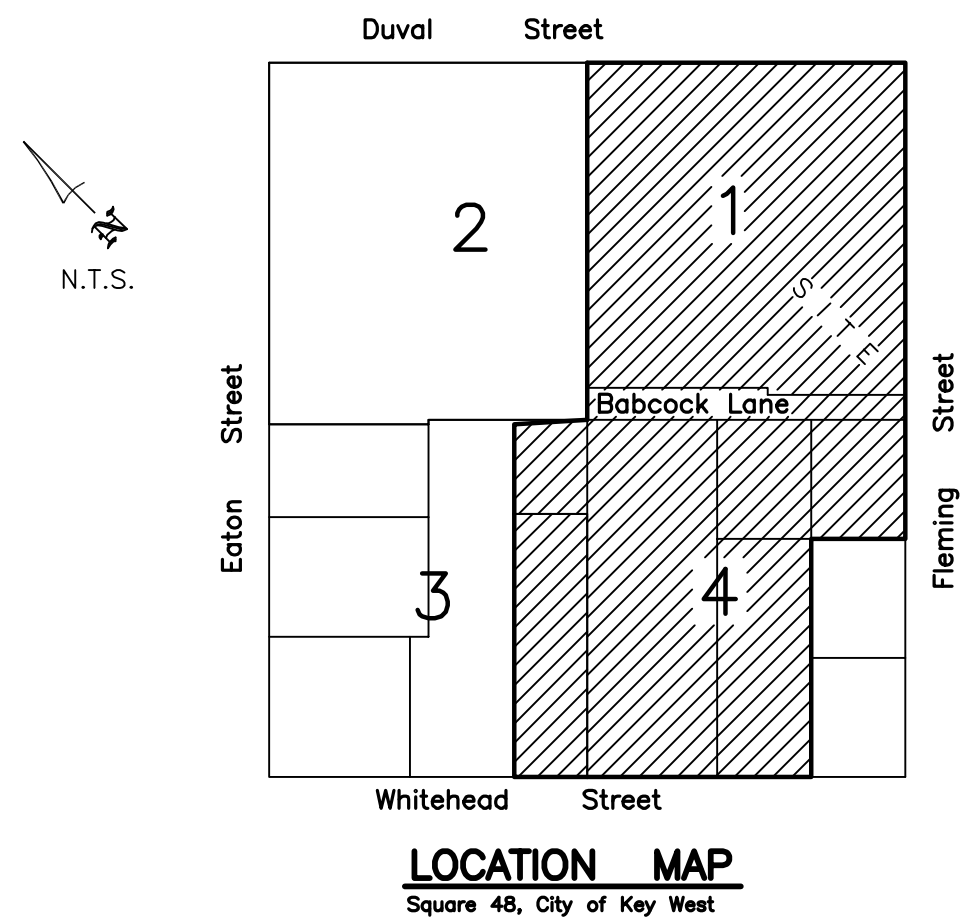 Duval Street
2
1
N
N.T.S.
SITE
Eaton Street
Fleming Street
Babcock Lane
3
4
Whitehead Street
LOCATION MAP
Square 48, City of Key West